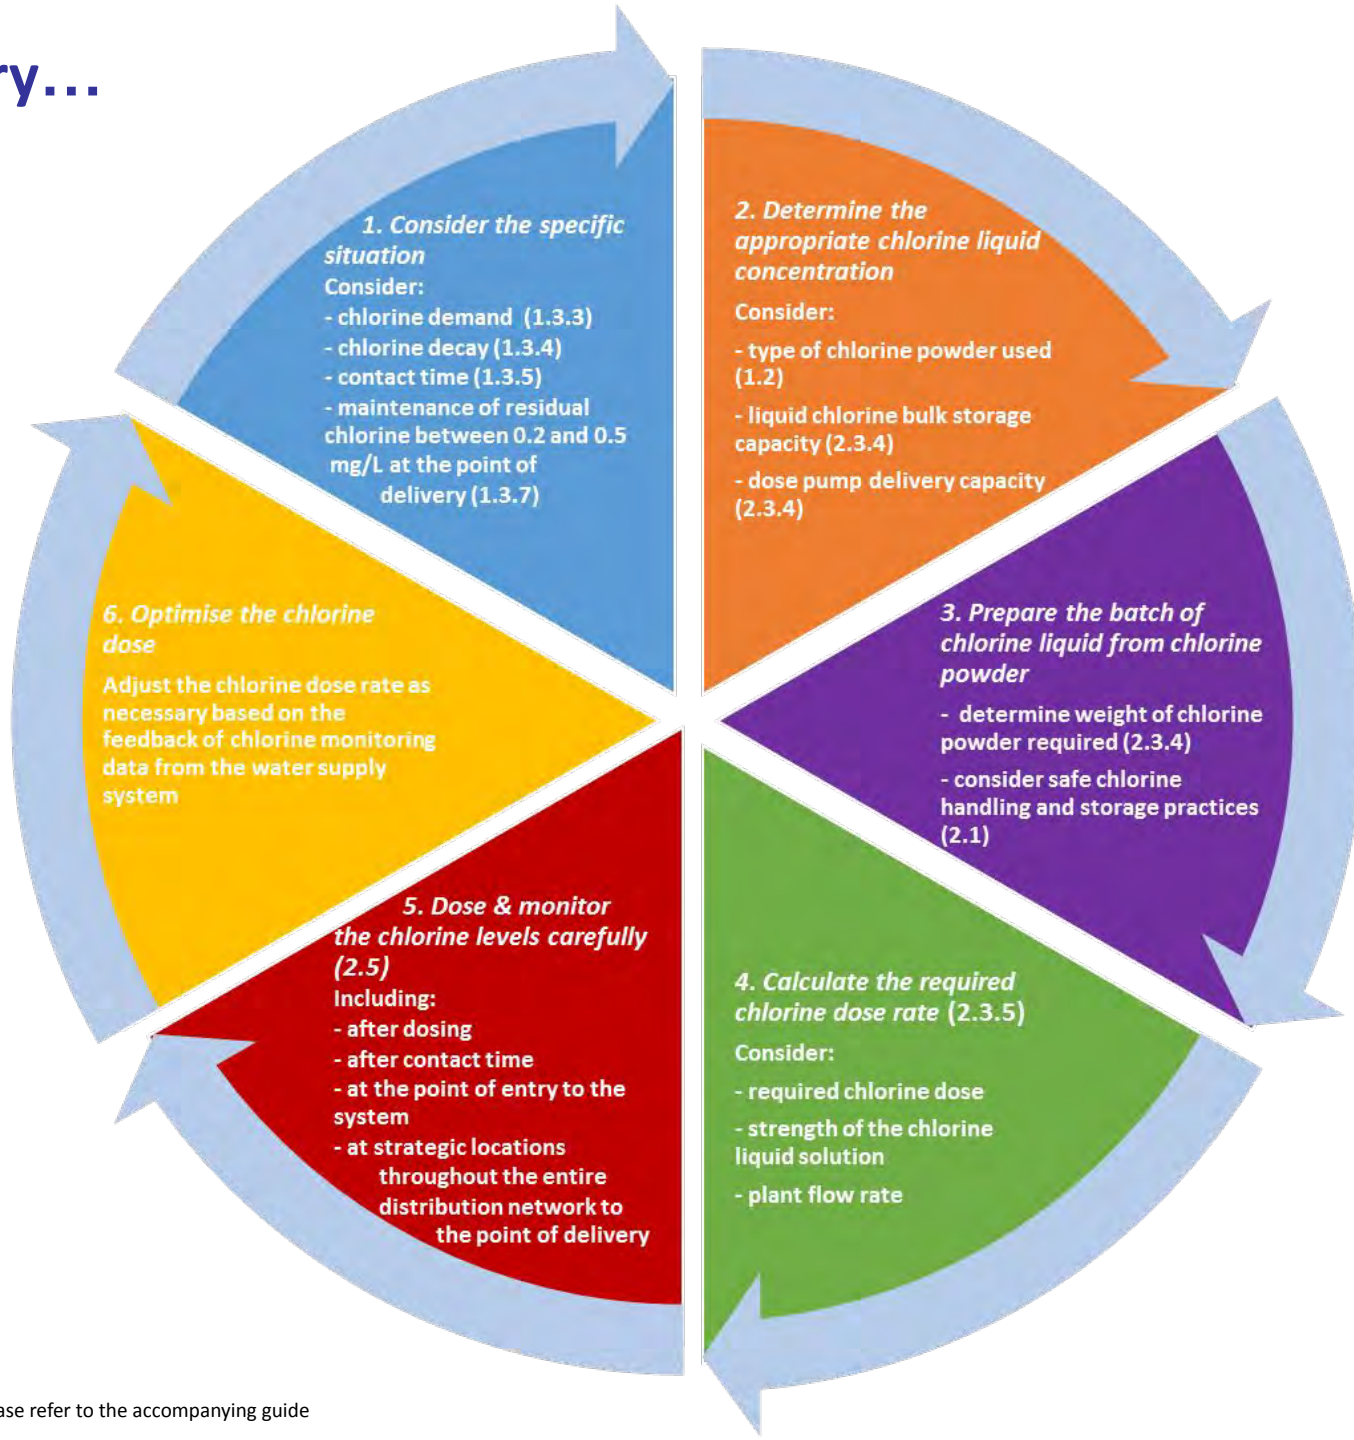 ry...
1. Consider the specific
situation
Consider:
- chlorine demand (1.3.3)
- chlorine decay (1.3.4)
- contact time (1.3.5)
- maintenance of residual
chlorine between 0.2 and 0.5
mg/L at the point of
delivery (1.3.7)
2. Determine the
appropriate chlorine liquid
concentration
Consider:
- type of chlorine powder used
(1.2)
- liquid chlorine bulk storage
capacity (2.3.4)
- dose pump delivery capacity
(2.3.4)
3. Prepare the batch of
chlorine liquid from chlorine
powder
- determine weight of chlorine
powder required (2.3.4)
- consider safe chlorine
handling and storage practices
(2.1)
4. Calculate the required
chlorine dose rate (2.3.5)
Consider:
- required chlorine dose
- strength of the chlorine
liquid solution
- plant flow rate
5. Dose & monitor
the chlorine levels carefully
(2.5)
Including:
- after dosing
- after contact time
- at the point of entry to the
system
- at strategic locations
throughout the entire
distribution network to
the point of delivery
6. Optimise the chlorine
dose
Adjust the chlorine dose rate as
necessary based on the
feedback of chlorine monitoring
data from the water supply
system
ase refer to the accompanying guide